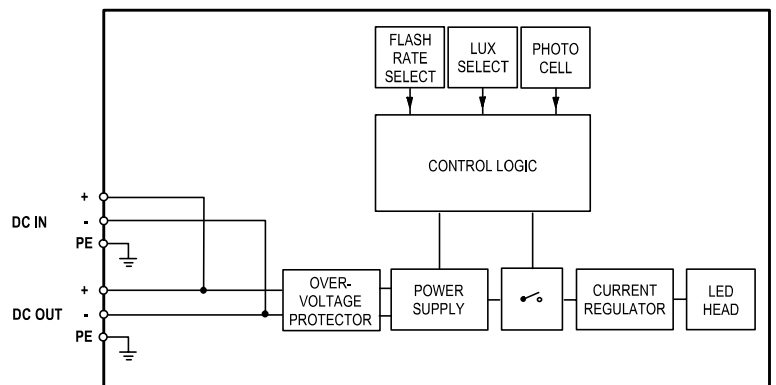 FLASH
RATE
SELECT
LUX
SELECT
PHOTO
CELL
CONTROL LOGIC
+
DC IN
-
PE
+
DC OUT
-
PE
OVER-
VOLTAGE
PROTECTOR
POWER
SUPPLY
CURRENT
REGULATOR
LED
HEAD